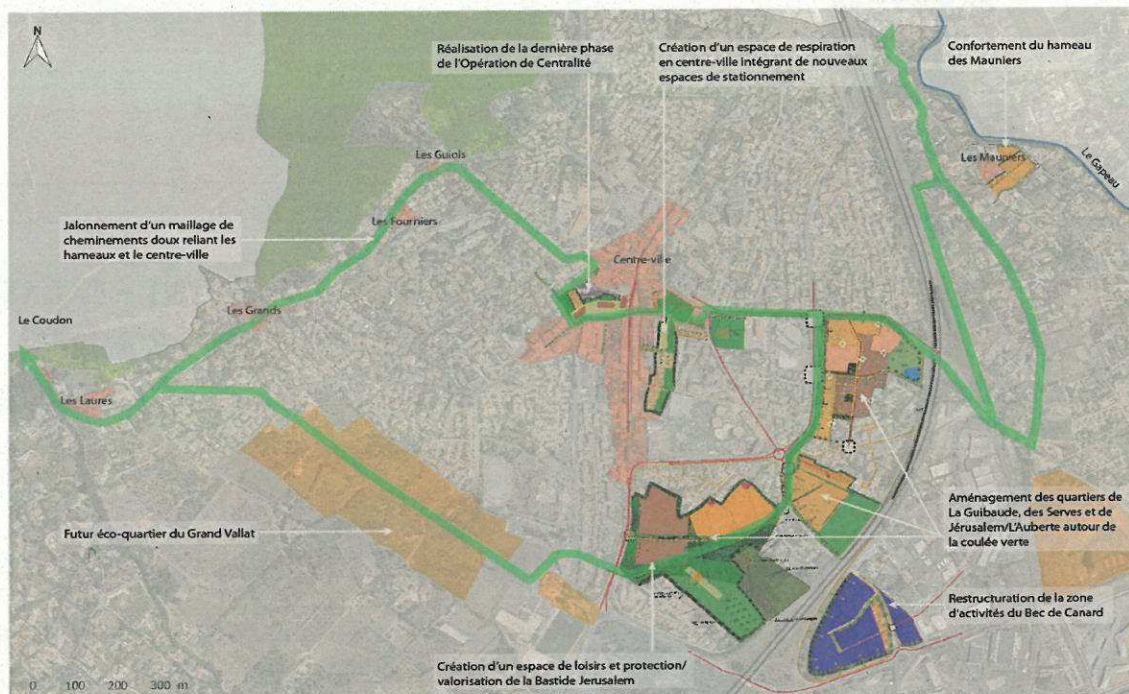 N
Réalisation de la dernière phase
de l'Opération de Centralité
Création d'un espace de respiration
en centre-ville intégrant de nouveaux
espaces de stationnement
Confortement du hameau
des Mauniers
Les Guiols
Les Mauniers
Le Gapeau
Jalonnement d'un maillage de
cheminements doux reliant les
hameaux et le centre-ville
Les Fourniers
Centre-ville
Les Grands
Le Coudon
Les Laures
Futur éco-quartier du Grand Vallat
Aménagement des quartiers de
La Guibaude, des Serves et de
Jérusalem/L'Auberte autour de
la coulée verte
Restructuration de la zone
d'activités du Bec de Canard
Création d'un espace de loisirs et protection/
valorisation de la Bastide Jerusalem
0 100 200 300 m